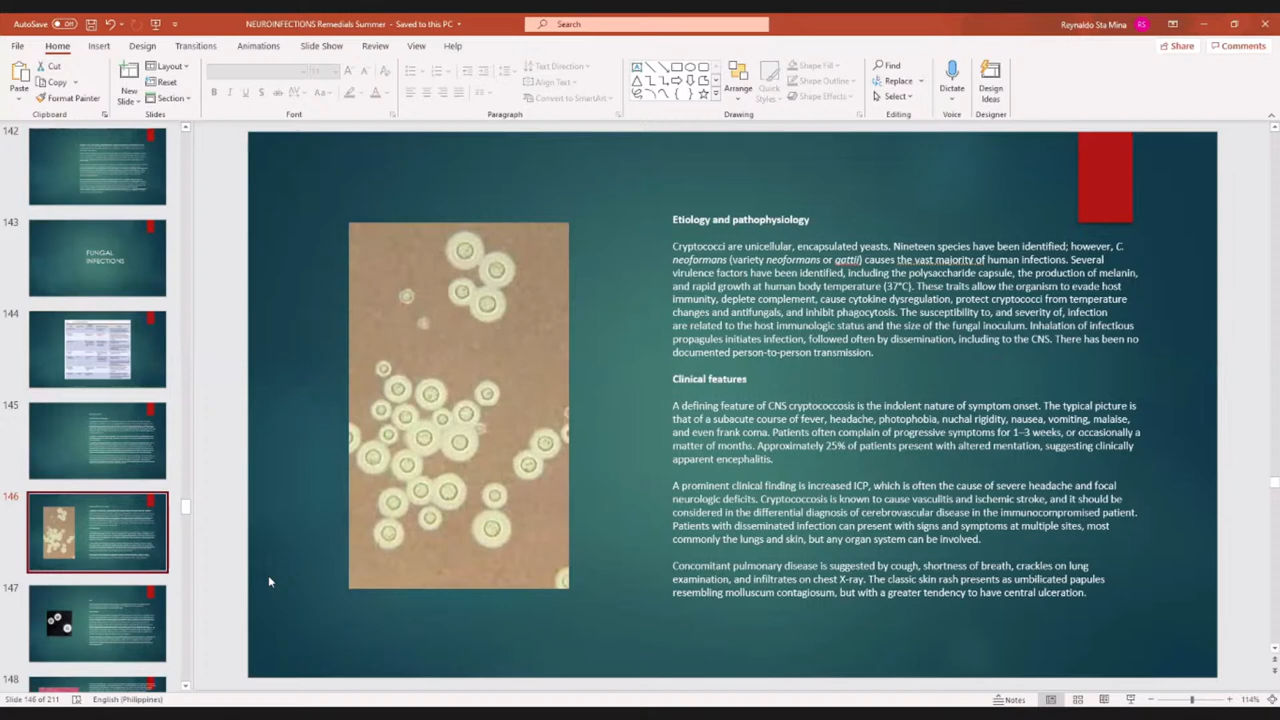 AutoSave Off NEUROINFECTIONS Remedials Summer - Saved to this PC Search Reynaldo Sta Mina RS
File Home Insert Design Transitions Animations Slide Show Review View Help Share Comments
Paste Cut Copy Format Painter
Clipboard
New Slide Layout Reset Section
Slides
11
B I U S Aa A
Font
Text Direction
Align Text
Convert to SmartArt
Paragraph
Arrange Quick Styles Shape Fill Shape Outline Shape Effects
Drawing
Find
Replace
Select
Editing
Dictate
Voice
Design Ideas
Designer
142
143
FUNGAL
INFECTIONS
144
145
146
147
148
Etiology and pathophysiology
Cryptococci are unicellular, encapsulated yeasts. Nineteen species have been identified; however, C.
neoformans (variety neoformans or gattii) causes the vast majority of human infections. Several
virulence factors have been identified, including the polysaccharide capsule, the production of melanin,
and rapid growth at human body temperature (37°C). These traits allow the organism to evade host
immunity, deplete complement, cause cytokine dysregulation, protect cryptococci from temperature
changes and antifungals, and inhibit phagocytosis. The susceptibility to, and severity of, infection
are related to the host immunologic status and the size of the fungal inoculum. Inhalation of infectious
propagules initiates infection, followed often by dissemination, including to the CNS. There has been no
documented person-to-person transmission.
Clinical features
A defining feature of CNS cryptococcosis is the indolent nature of symptom onset. The typical picture is
that of a subacute course of fever, headache, photophobia, nuchal rigidity, nausea, vomiting, malaise,
and even frank coma. Patients often complain of progressive symptoms for 1–3 weeks, or occasionally a
matter of months. Approximately 25% of patients present with altered mentation, suggesting clinically
apparent encephalitis.
A prominent clinical finding is increased ICP, which is often the cause of severe headache and focal
neurologic deficits. Cryptococcosis is known to cause vasculitis and ischemic stroke, and it should be
considered in the differential diagnosis of cerebrovascular disease in the immunocompromised patient.
Patients with disseminated infection can present with signs and symptoms at multiple sites, most
commonly the lungs and skin, but any organ system can be involved.
Concomitant pulmonary disease is suggested by cough, shortness of breath, crackles on lung
examination, and infiltrates on chest X-ray. The classic skin rash presents as umbilicated papules
resembling molluscum contagiosum, but with a greater tendency to have central ulceration.
Slide 146 of 211 English (Philippines) Notes 114%